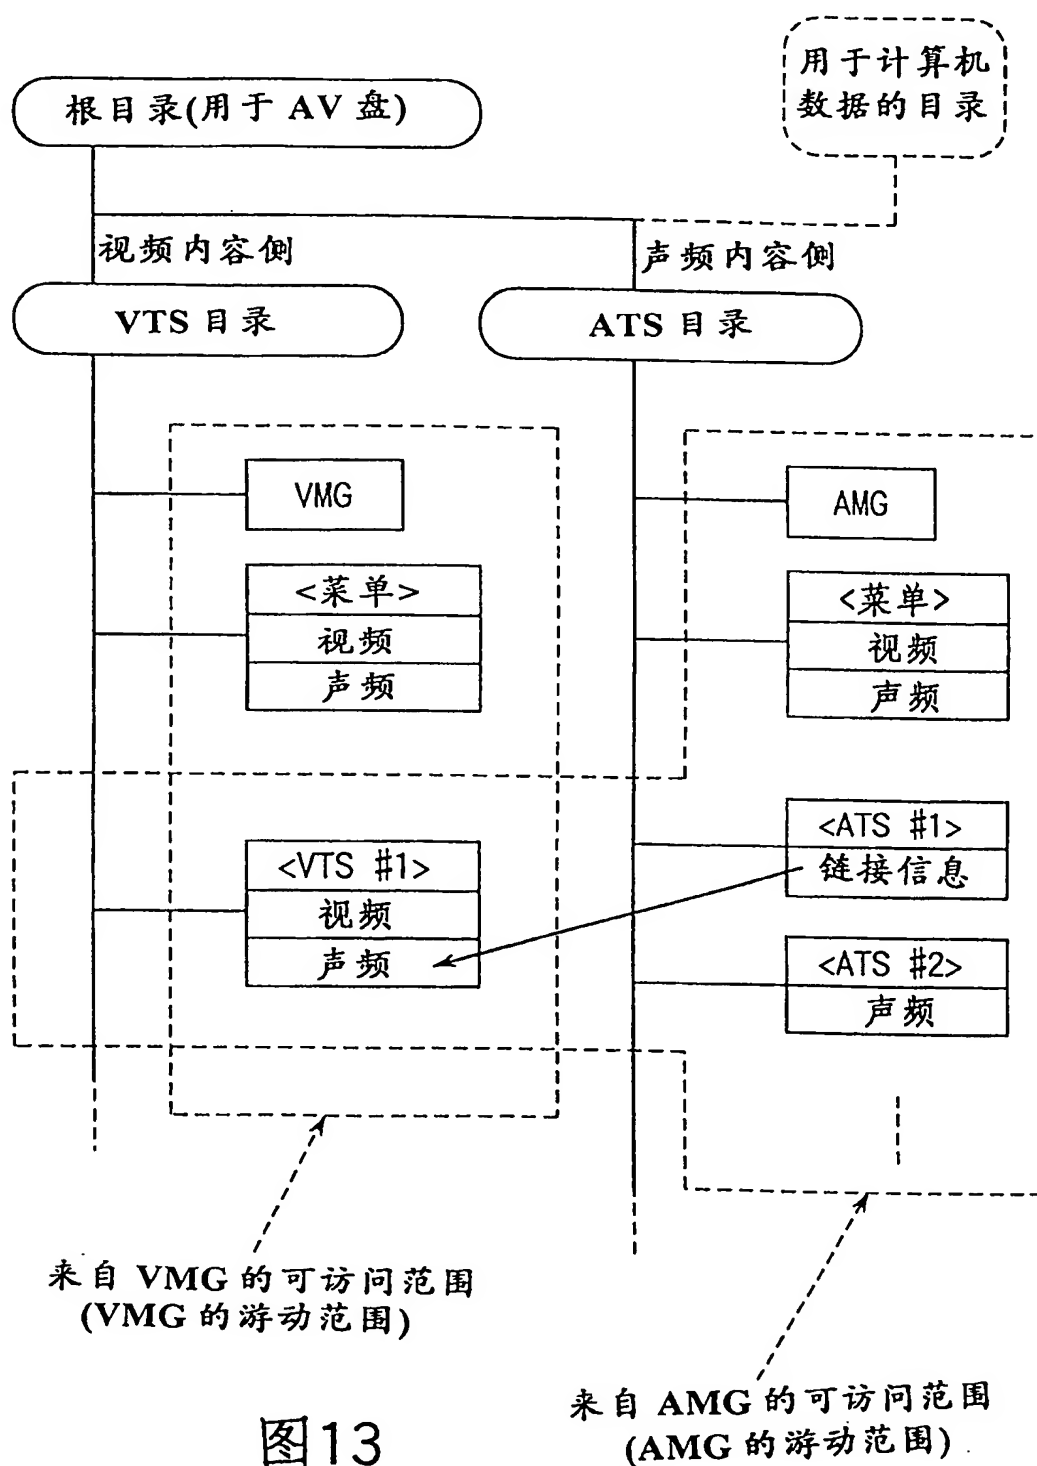 用于计算机
数据的目录
根目录(用于 AV 盘)
视频内容侧
声频内容侧
VTS 目录
ATS 目录
VMG
<菜单>
视频
声频
AMG
<菜单>
视频
声频
<VTS #1>
视频
声频
<ATS #1>
链接信息
<ATS #2>
声频
来自 VMG 的可访问范围
(VMG 的游动范围)
来自 AMG 的可访问范围
(AMG 的游动范围)
图13